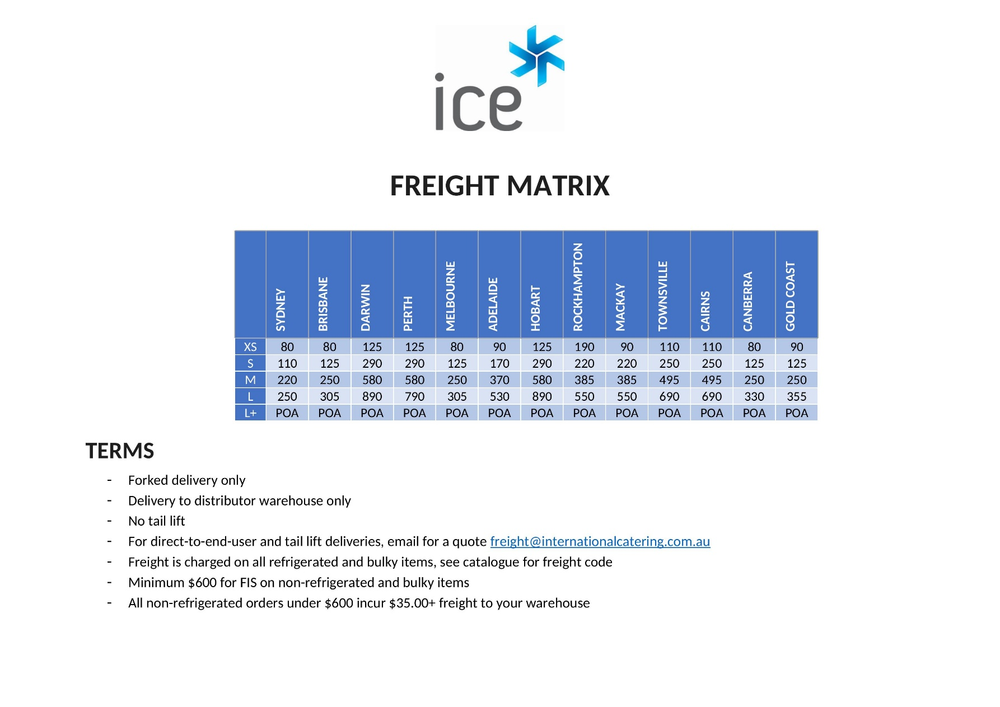 ice
FREIGHT MATRIX
SYDNEY BRISBANE DARWIN PERTH MELBOURNE ADELAIDE HOBART ROCKHAMPTON MACKAY TOWNSVILLE CAIRNS CANBERRA GOLD COAST
XS 80 80 125 125 80 90 125 190 90 110 110 80 90
S 110 125 290 290 125 170 290 220 220 250 250 125 125
M 220 250 580 580 250 370 580 385 385 495 495 250 250
L 250 305 890 790 305 530 890 550 550 690 690 330 355
L+ POA POA POA POA POA POA POA POA POA POA POA POA POA
TERMS
- Forked delivery only
- Delivery to distributor warehouse only
- No tail lift
- For direct-to-end-user and tail lift deliveries, email for a quote freight@internationalcatering.com.au
- Freight is charged on all refrigerated and bulky items, see catalogue for freight code
- Minimum $600 for FIS on non-refrigerated and bulky items
- All non-refrigerated orders under $600 incur $35.00+ freight to your warehouse